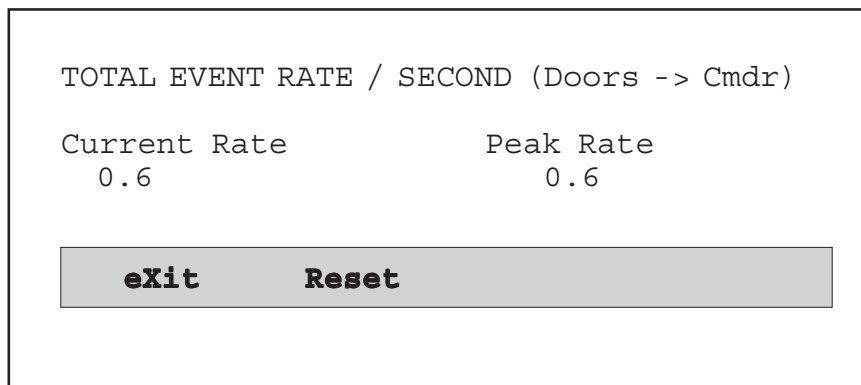 TOTAL EVENT RATE / SECOND (Doors -> Cmdr)
Current Rate Peak Rate
0.6 0.6
eXit Reset